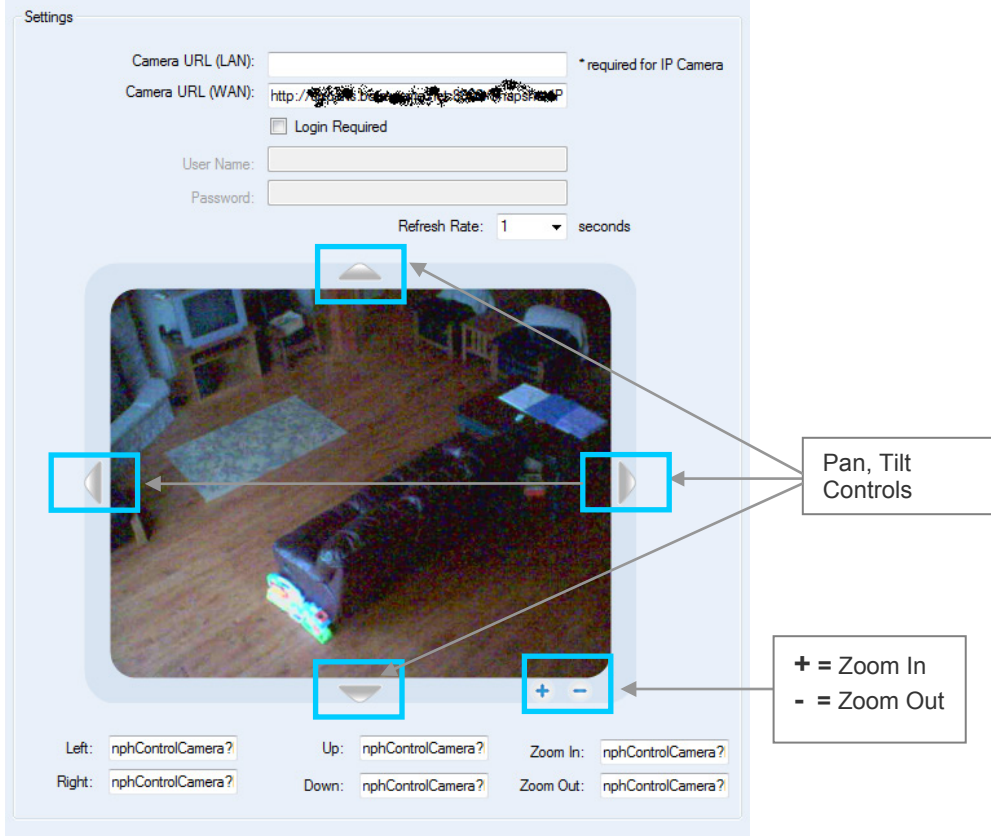 Settings
Camera URL (LAN): * required for IP Camera
Camera URL (WAN): http://
Login Required
User Name:
Password:
Refresh Rate: 1 seconds
Pan, Tilt
Controls
+ = Zoom In
- = Zoom Out
+ -
Left: nphControlCamera? Up: nphControlCamera? Zoom In: nphControlCamera?
Right: nphControlCamera? Down: nphControlCamera? Zoom Out: nphControlCamera?